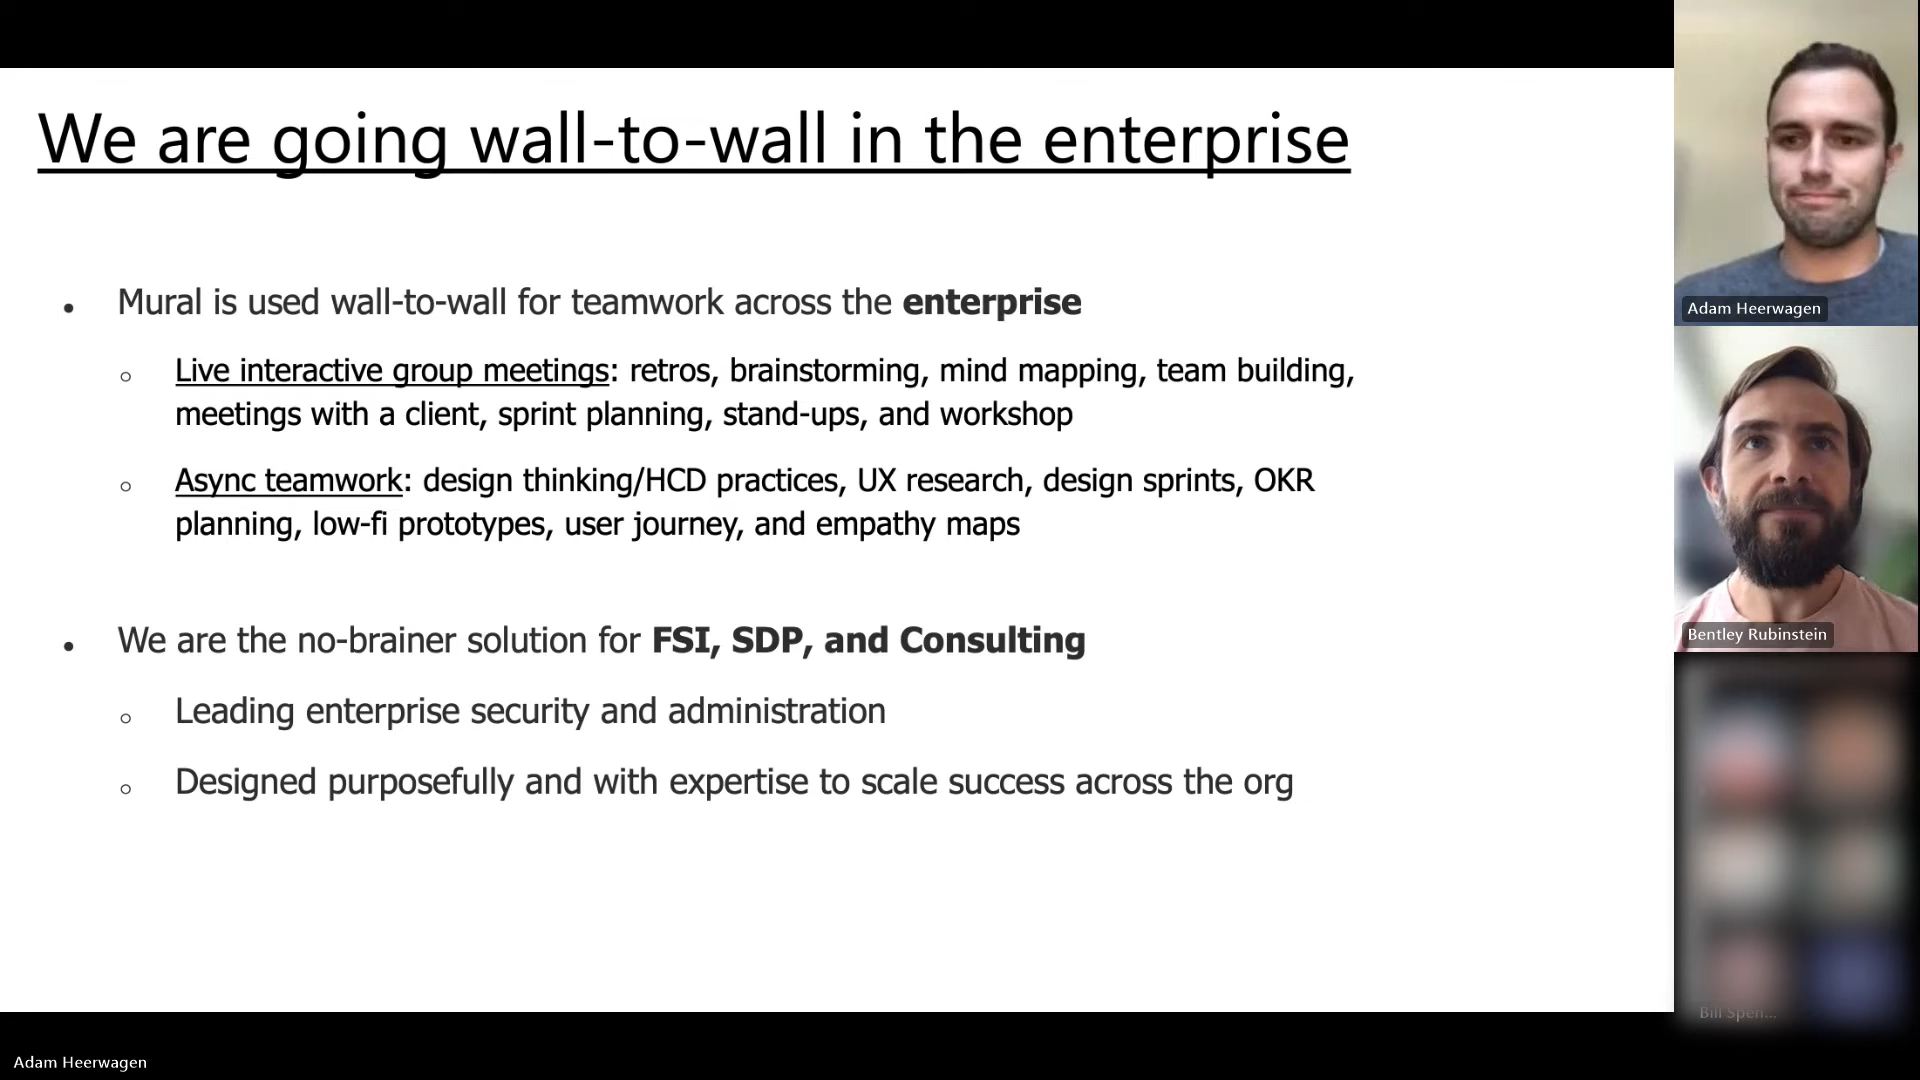 We are going wall-to-wall in the enterprise
• Mural is used wall-to-wall for teamwork across the enterprise
○ Live interactive group meetings: retros, brainstorming, mind mapping, team building,
meetings with a client, sprint planning, stand-ups, and workshop
○ Async teamwork: design thinking/HCD practices, UX research, design sprints, OKR
planning, low-fi prototypes, user journey, and empathy maps
• We are the no-brainer solution for FSI, SDP, and Consulting
○ Leading enterprise security and administration
○ Designed purposefully and with expertise to scale success across the org
Adam Heerwagen
Bentley Rubinstein
Bill Spen...
Adam Heerwagen